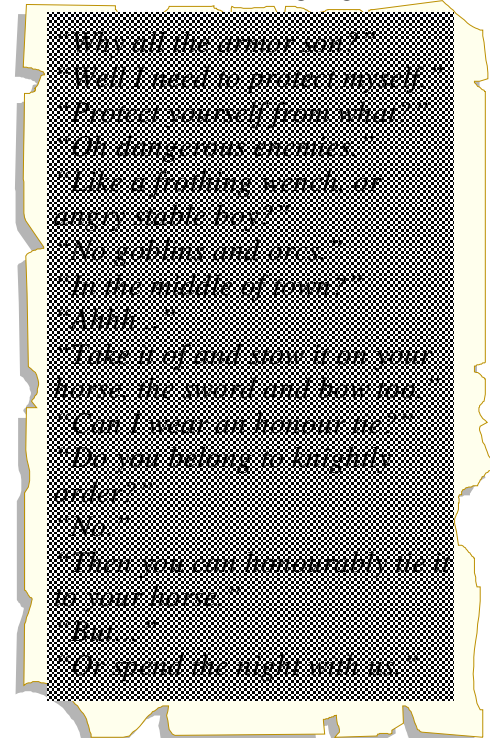 “Why all the armor son?”
“Well I need to protect myself.”
“Protect yourself from what?”
“Oh dangerous enemies.”
“Like a frothing wench, or
angry stable boy?”
“No goblins and orcs.”
“In the middle of town?”
“Ahhh...”
“Take it of and stow it on your
horse, the sword and bow too.”
“Can I wear an honour tie?”
“Do you belong to knightly
order?”
“No.”
“Then you can honourably tie it
to your horse.”
“But...”
“Or spend the night with us.”